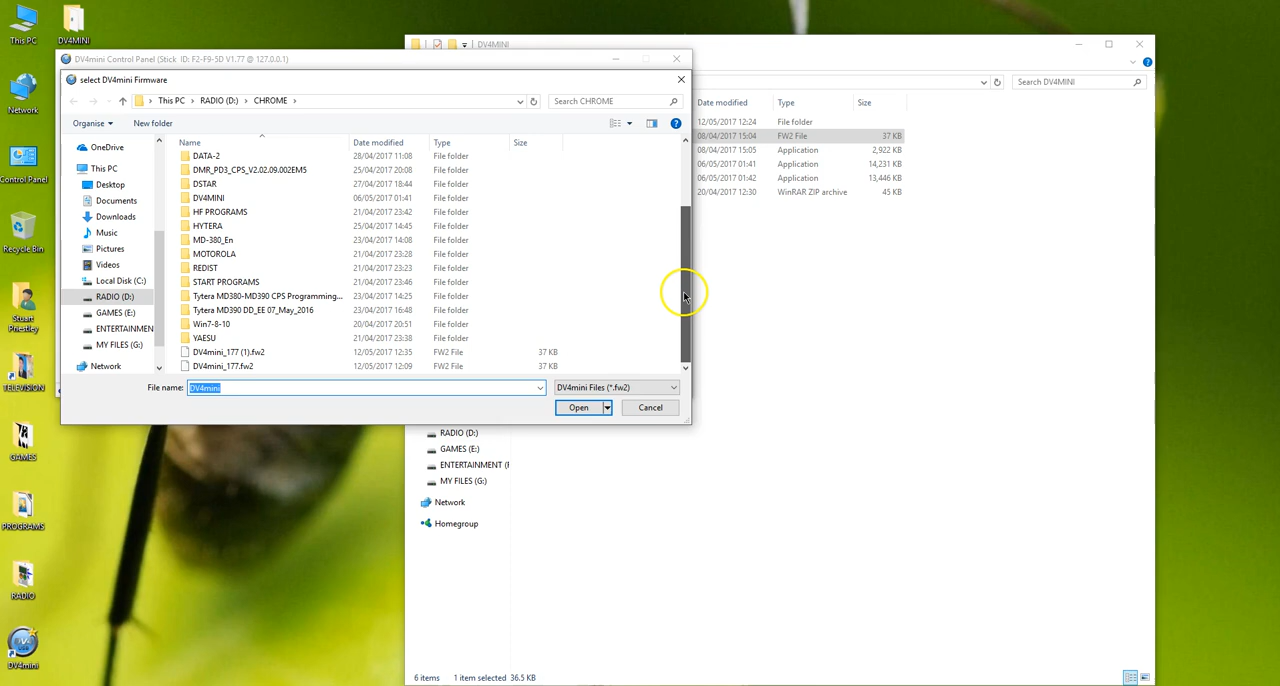 This PC
DV4MINI
Network
Control Panel
Recycle Bin
Stuart
Priestley
TELEVISION
GAMES
PROGRAMS
RADIO
DV4mini
DV4mini Control Panel (Stick ID: F2-F9-5D V1.77 @ 127.0.0.1)
select DV4mini Firmware
This PC > RADIO (D:) > CHROME >
Search CHROME
Organise
New folder
Name Date modified Type Size
OneDrive
This PC
Desktop
Documents
Downloads
Music
Pictures
Videos
Local Disk (C:)
RADIO (D:)
GAMES (E:)
ENTERTAINMEN
MY FILES (G:)
Network
DATA-2 28/04/2017 11:08 File folder
DMR_PD3_CPS_V2.02.09.002EM5 25/04/2017 20:08 File folder
DSTAR 27/04/2017 18:44 File folder
DV4MINI 06/05/2017 01:41 File folder
HF PROGRAMS 21/04/2017 23:42 File folder
HYTERA 25/04/2017 14:45 File folder
MD-380_En 23/04/2017 14:08 File folder
MOTOROLA 21/04/2017 23:28 File folder
REDIST 21/04/2017 23:23 File folder
START PROGRAMS 21/04/2017 23:46 File folder
Tytera MD380-MD390 CPS Programming... 23/04/2017 14:25 File folder
Tytera MD390 DD_EE 07_May_2016 23/04/2017 16:48 File folder
Win7-8-10 20/04/2017 20:51 File folder
YAESU 21/04/2017 23:38 File folder
DV4mini_177 (1).fw2 12/05/2017 12:35 FW2 File 37 KB
DV4mini_177.fw2 12/05/2017 12:09 FW2 File 37 KB
File name: DV4mini
DV4mini Files (*.fw2)
Open
Cancel
DV4MINI
Search DV4MINI
Date modified Type Size
12/05/2017 12:24 File folder
08/04/2017 15:04 FW2 File 37 KB
08/04/2017 15:05 Application 2,922 KB
06/05/2017 01:41 Application 14,231 KB
06/05/2017 01:42 Application 13,446 KB
20/04/2017 12:30 WinRAR ZIP archive 45 KB
RADIO (D:)
GAMES (E:)
ENTERTAINMENT (F
MY FILES (G:)
Network
Homegroup
6 items 1 item selected 36.5 KB